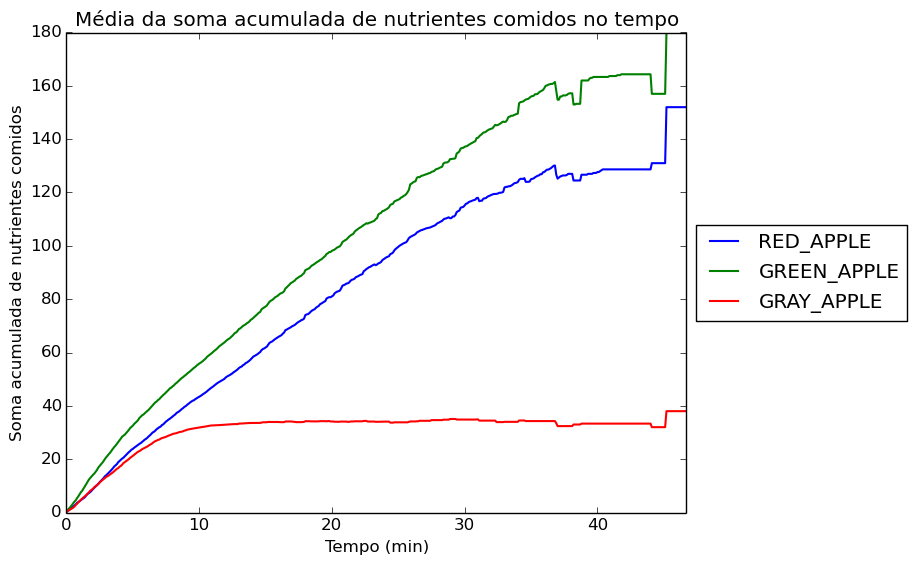 Média da soma acumulada de nutrientes comidos no tempo
180
160
140
120
100
80
60
40
20
0
Soma acumulada de nutrientes comidos
0 10 20 30 40
Tempo (min)
RED_APPLE
GREEN_APPLE
GRAY_APPLE